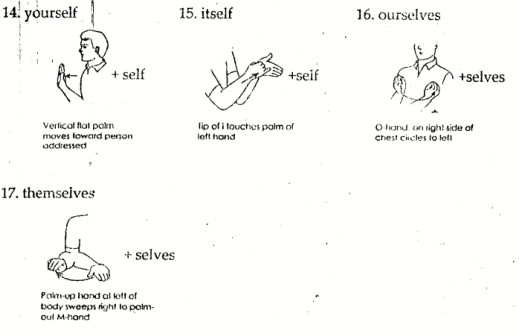 14. yourself
+ self
Vertical flat palm
moves toward person
addressed
15. itself
+self
Tip of i touches palm of
left hand
16. ourselves
+selves
O-hand, on right side of
chest circles to left
17. themselves
+ selves
Palm-up hand at left of
body sweeps right to palm-
out M-hand